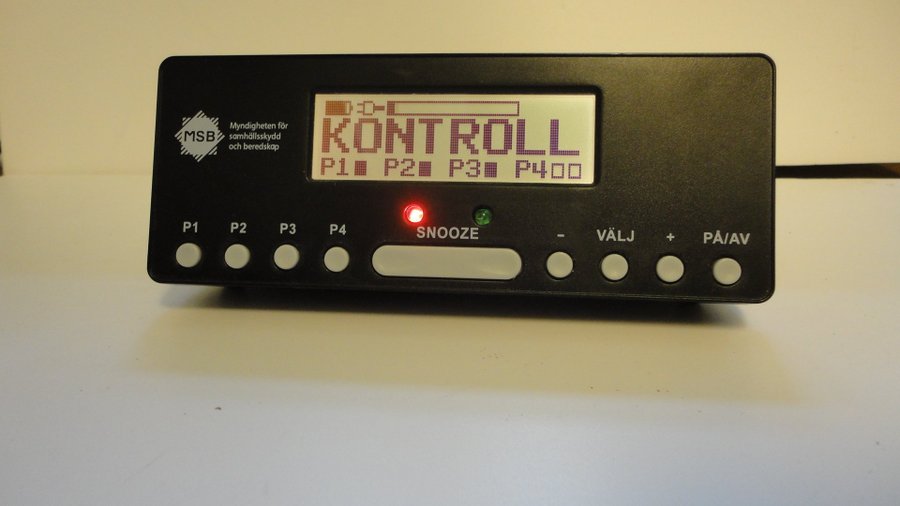 MSB
Myndigheten för
samhällsskydd
och beredskap
KONTROLL
P1 P2 P3 P4
P1 P2 P3 P4 SNOOZE - VÄLJ + PÅ/AV